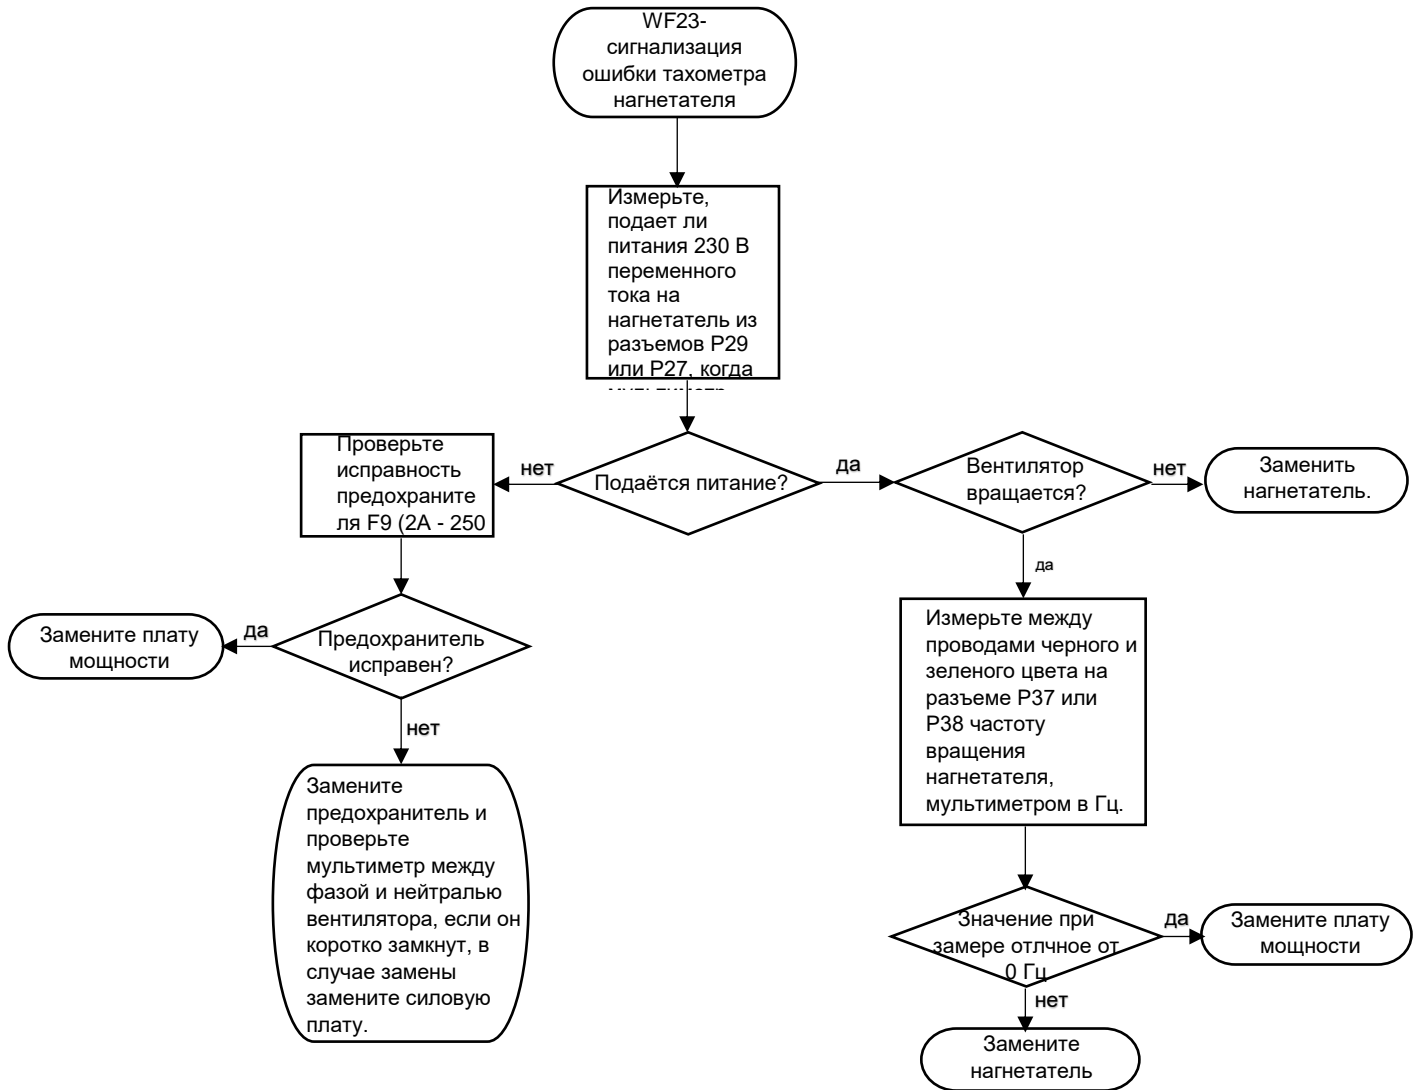 WF23-
сигнализация
ошибки тахометра
нагнетателя
Измерьте,
подает ли
питания 230 В
переменного
тока на
нагнетатель из
разъемов P29
или P27, когда
Проверьте
исправность
предохраните
ля F9 (2A - 250
нет
Подаётся питание?
да
Вентилятор
вращается?
нет
Заменить
нагнетатель.
да
Замените плату
мощности
да
Предохранитель
исправен?
нет
Измерьте между
проводами черного и
зеленого цвета на
разъеме P37 или
P38 частоту
вращения
нагнетателя,
мультиметром в Гц.
Замените
предохранитель и
проверьте
мультиметр между
фазой и нейтралью
вентилятора, если он
коротко замкнут, в
случае замены
замените силовую
плату.
Значение при
замере отлчное от
0 Гц
да
Замените плату
мощности
нет
Замените
нагнетатель